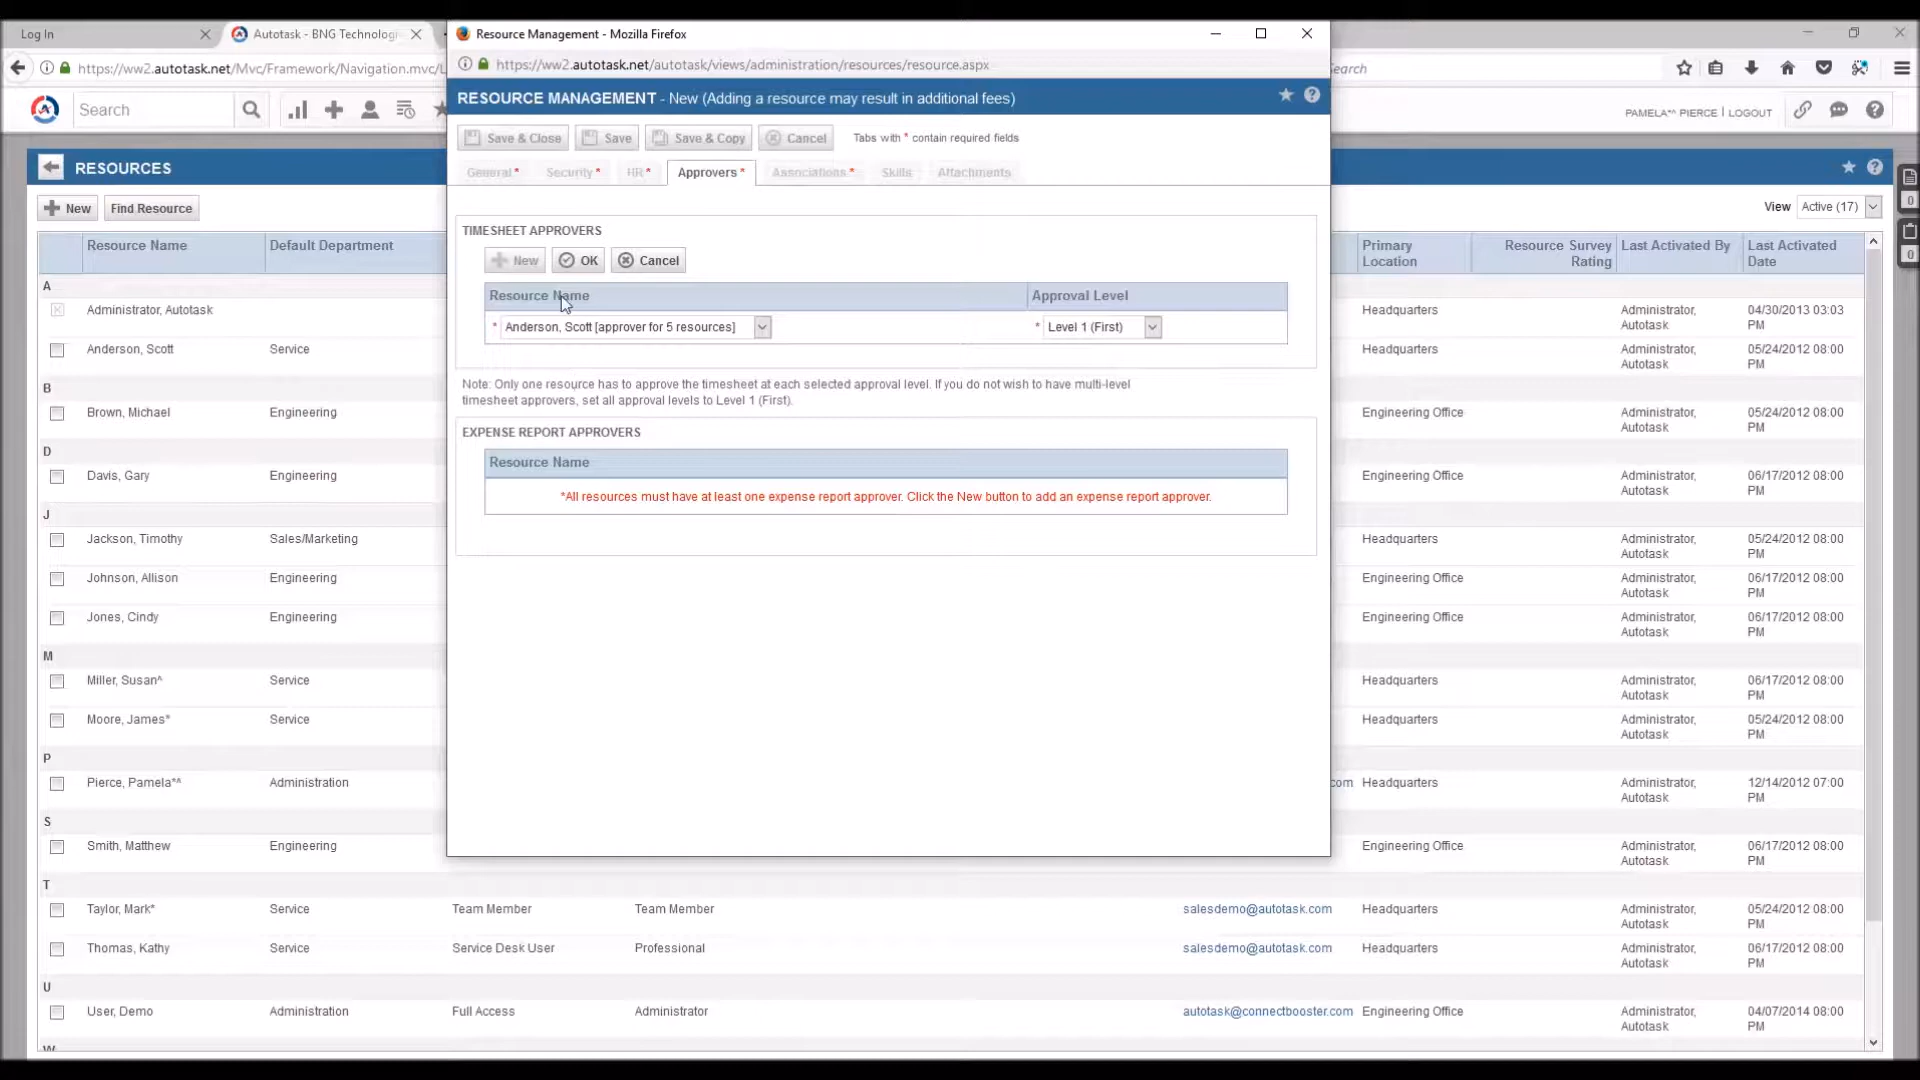 Log In
Autotask - BNG Technolog
Resource Management - Mozilla Firefox
https://ww2.autotask.net/Mvc/Framework/Navigation.mvc/L
https://ww2.autotask.net/autotask/views/administration/resources/resource.aspx
Search
Search
RESOURCE MANAGEMENT - New (Adding a resource may result in additional fees)
PAMELA^* PIERCE | LOGOUT
Save & Close
Save
Save & Copy
Cancel
Tabs with * contain required fields
General *
Security *
HR *
Approvers *
Associations *
Skills
Attachments
RESOURCES
New
Find Resource
View Active (17)
0
0
TIMESHEET APPROVERS
New
OK
Cancel
Resource Name
Approval Level
* Anderson, Scott [approver for 5 resources]
* Level 1 (First)
Note: Only one resource has to approve the timesheet at each selected approval level. If you do not wish to have multi-level
timesheet approvers, set all approval levels to Level 1 (First).
EXPENSE REPORT APPROVERS
Resource Name
*All resources must have at least one expense report approver. Click the New button to add an expense report approver.
Resource Name Default Department Primary Location Resource Survey Rating Last Activated By Last Activated Date
A
Administrator, Autotask Headquarters Administrator, Autotask 04/30/2013 03:03 PM
Anderson, Scott Service Headquarters Administrator, Autotask 05/24/2012 08:00 PM
B
Brown, Michael Engineering Engineering Office Administrator, Autotask 05/24/2012 08:00 PM
D
Davis, Gary Engineering Engineering Office Administrator, Autotask 06/17/2012 08:00 PM
J
Jackson, Timothy Sales/Marketing Headquarters Administrator, Autotask 05/24/2012 08:00 PM
Johnson, Allison Engineering Engineering Office Administrator, Autotask 06/17/2012 08:00 PM
Jones, Cindy Engineering Engineering Office Administrator, Autotask 06/17/2012 08:00 PM
M
Miller, Susan^ Service Headquarters Administrator, Autotask 06/17/2012 08:00 PM
Moore, James* Service Headquarters Administrator, Autotask 05/24/2012 08:00 PM
P
Pierce, Pamela*^ Administration com Headquarters Administrator, Autotask 12/14/2012 07:00 PM
S
Smith, Matthew Engineering Engineering Office Administrator, Autotask 06/17/2012 08:00 PM
T
Taylor, Mark* Service Team Member Team Member salesdemo@autotask.com Headquarters Administrator, Autotask 05/24/2012 08:00 PM
Thomas, Kathy Service Service Desk User Professional salesdemo@autotask.com Headquarters Administrator, Autotask 06/17/2012 08:00 PM
U
User, Demo Administration Full Access Administrator autotask@connectbooster.com Engineering Office Administrator, Autotask 04/07/2014 08:00 PM
W